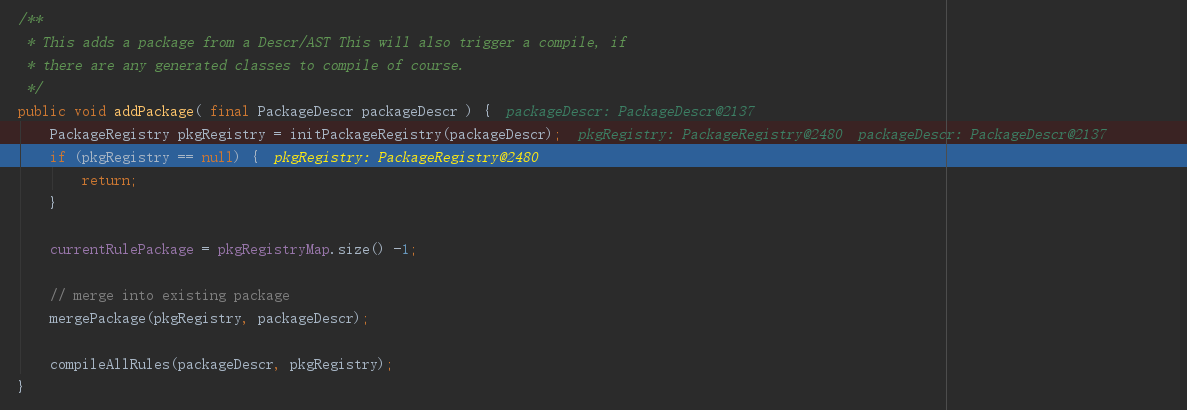 /**
 * This adds a package from a Descr/AST This will also trigger a compile, if
 * there are any generated classes to compile of course.
 */
public void addPackage( final PackageDescr packageDescr ) {  packageDescr: PackageDescr@2137
    PackageRegistry pkgRegistry = initPackageRegistry(packageDescr);  pkgRegistry: PackageRegistry@2480  packageDescr: PackageDescr@2137
    if (pkgRegistry == null) {  pkgRegistry: PackageRegistry@2480
        return;
    }
    currentRulePackage = pkgRegistryMap.size() -1;
    // merge into existing package
    mergePackage(pkgRegistry, packageDescr);
    compileAllRules(packageDescr, pkgRegistry);
}